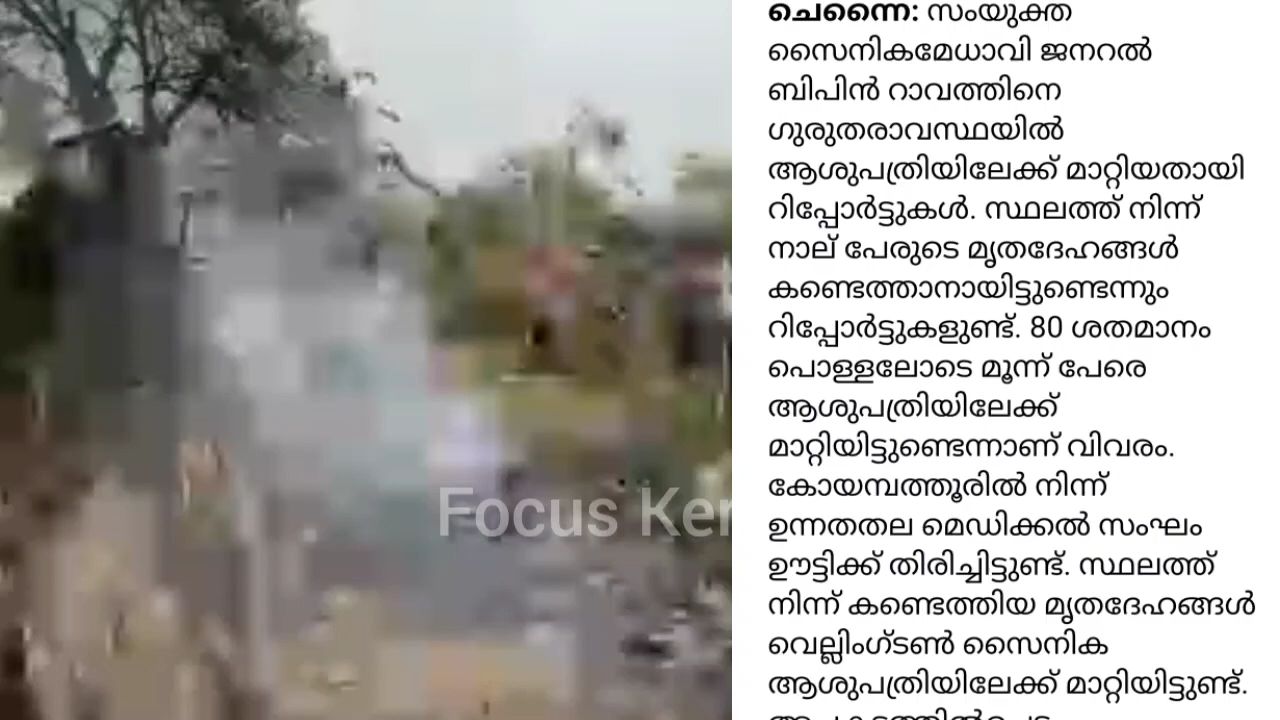 ചെന്നൈ: സംയുക്ത
സൈനികമേധാവി ജനറൽ
ബിപിൻ റാവത്തിനെ
ഗുരുതരാവസ്ഥയിൽ
ആശുപത്രിയിലേക്ക് മാറ്റിയതായി
റിപ്പോർട്ടുകൾ. സ്ഥലത്ത് നിന്ന്
നാല് പേരുടെ മൃതദേഹങ്ങൾ
കണ്ടെത്താനായിട്ടുണ്ടെന്നും
റിപ്പോർട്ടുകളുണ്ട്. 80 ശതമാനം
പൊള്ളലോടെ മൂന്ന് പേരെ
ആശുപത്രിയിലേക്ക്
മാറ്റിയിട്ടുണ്ടെന്നാണ് വിവരം.
കോയമ്പത്തൂരിൽ നിന്ന്
ഉന്നതതല മെഡിക്കൽ സംഘം
ഊട്ടിക്ക് തിരിച്ചിട്ടുണ്ട്. സ്ഥലത്ത്
നിന്ന് കണ്ടെത്തിയ മൃതദേഹങ്ങൾ
വെല്ലിംഗ്ടൺ സൈനിക
ആശുപത്രിയിലേക്ക് മാറ്റിയിട്ടുണ്ട്.
Focus Ker